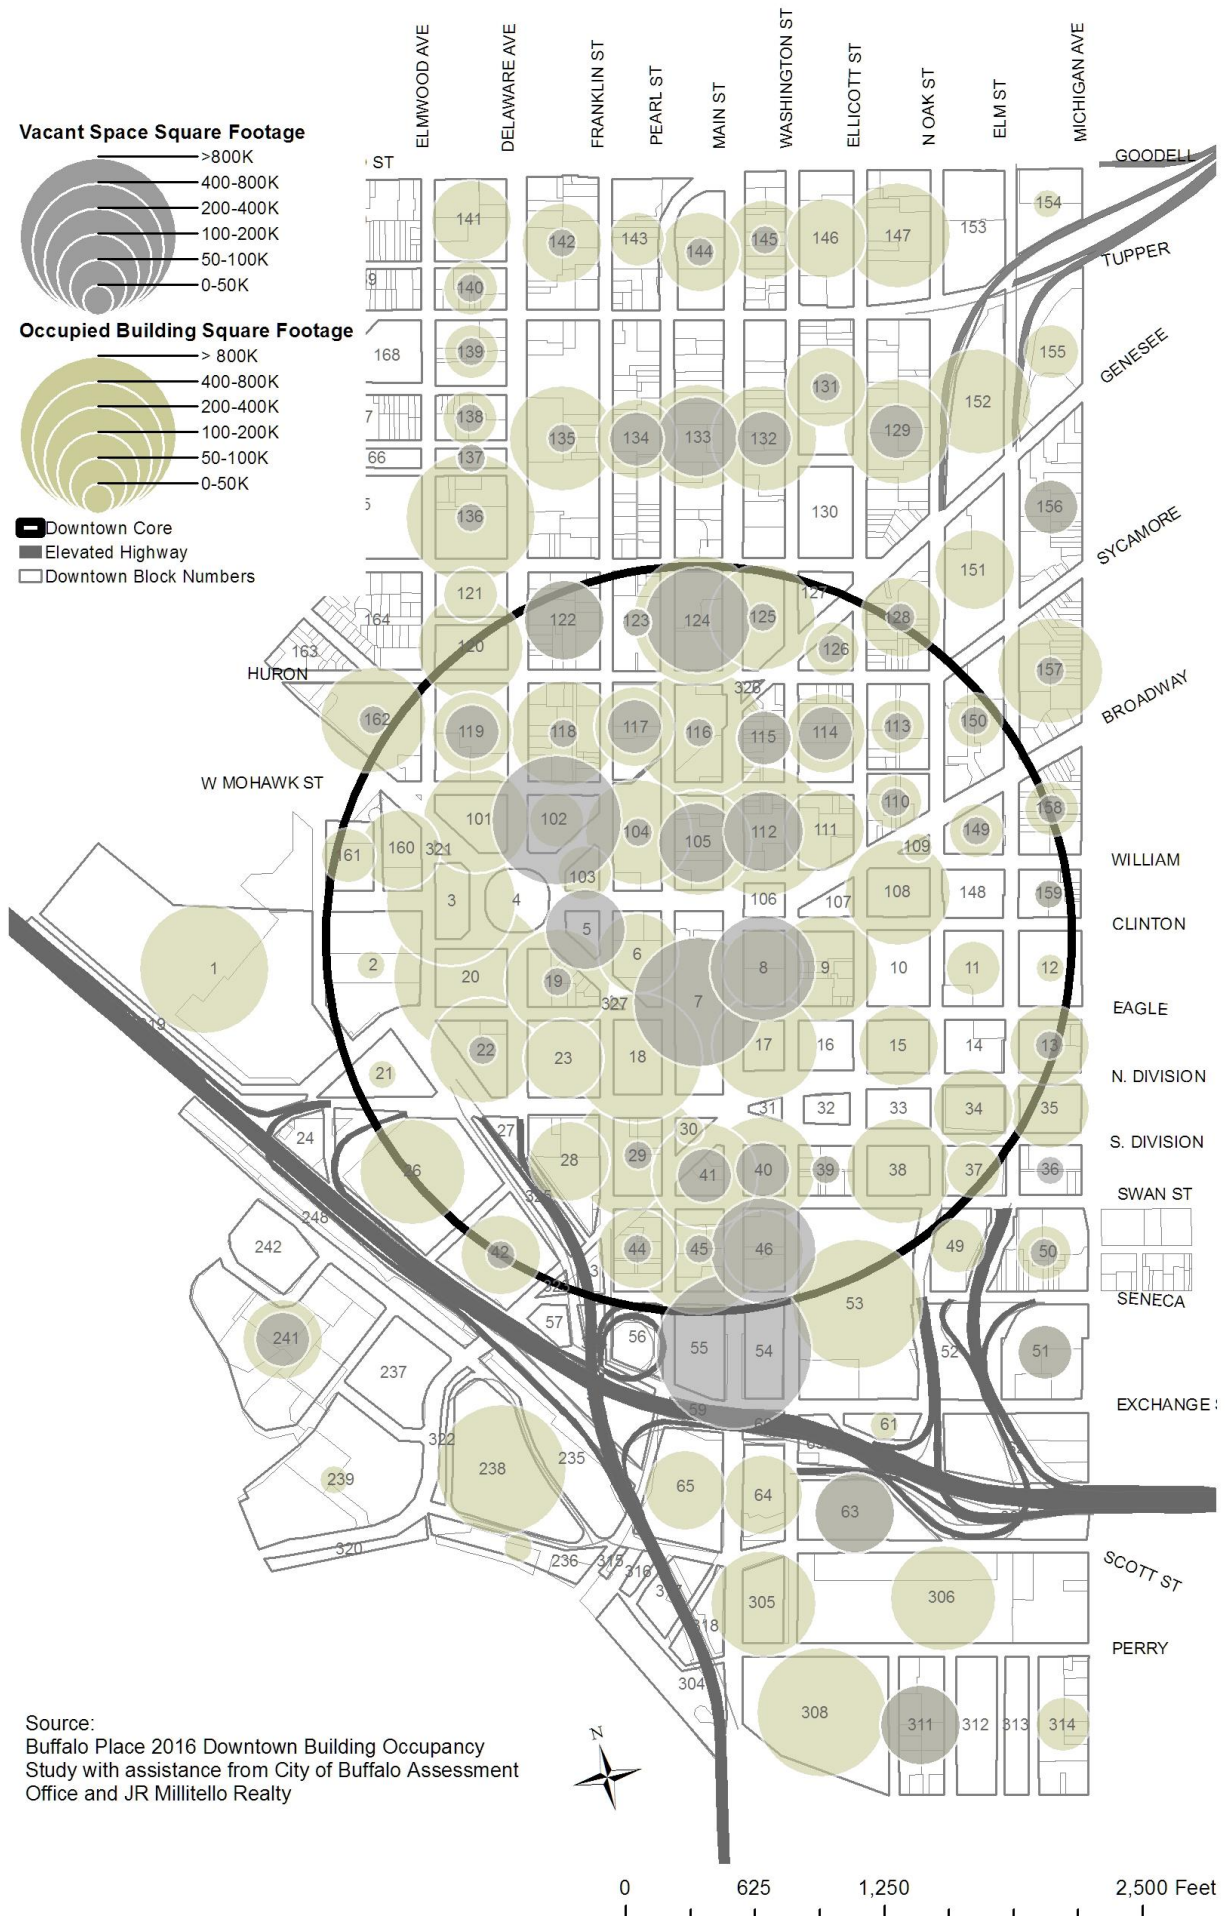 ELMWOOD AVE
DELAWARE AVE
FRANKLIN ST
PEARL ST
MAIN ST
WASHINGTON ST
ELLICOTT ST
N OAK ST
ELM ST
MICHIGAN AVE
Vacant Space Square Footage
>800K
400-800K
200-400K
100-200K
50-100K
0-50K
Occupied Building Square Footage
> 800K
400-800K
200-400K
100-200K
50-100K
0-50K
Downtown Core
Elevated Highway
Downtown Block Numbers
ST
GOODELL
TUPPER
GENESEE
SYCAMORE
BROADWAY
HURON
W MOHAWK ST
WILLIAM
CLINTON
EAGLE
N. DIVISION
S. DIVISION
SWAN ST
SENECA
EXCHANGE
SCOTT ST
PERRY
141 142 143 144 145 146 147 153 154
140
168 139 131 155
138 135 134 133 132 129 152
66 137
136 130 156
151
164 121 122 123 124 125 127 128
163 120 126 157
326
162 119 118 117 116 115 114 113 150
101 102 104 105 112 111 110 158
161 160 321 103 109 149
3 4 106 107 108 148 159
5
1 2 20 19 6 7 8 9 10 11 12
327
22 23 18 17 16 15 14 13
21
31 32 33 34 35
24 27 30
26 28 29 41 40 39 38 37 36
248
242 42 44 45 46 49 50
57 53
241 56 55 54 52 51
237
59
322 61
239 238 235 65 64 63
320 236 315 316
305 306
318
304
308 311 312 313 314
Source:
Buffalo Place 2016 Downtown Building Occupancy
Study with assistance from City of Buffalo Assessment
Office and JR Millitello Realty
N
0 625 1,250 2,500 Feet